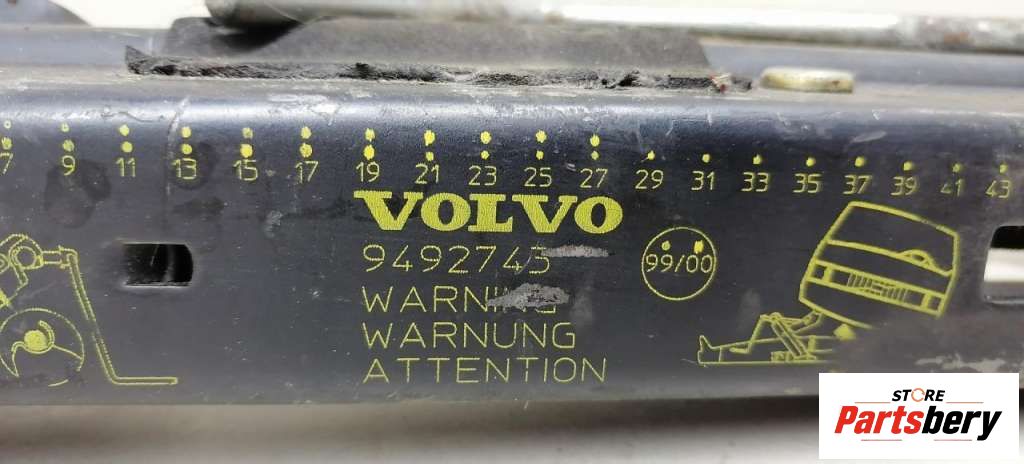 7 9 11 13 15 17 19 21 23 25 27 29 31 33 35 37 39 41 43
VOLVO
9492743
99/00
WARNING
WARNUNG
ATTENTION
STORE
Partsbery